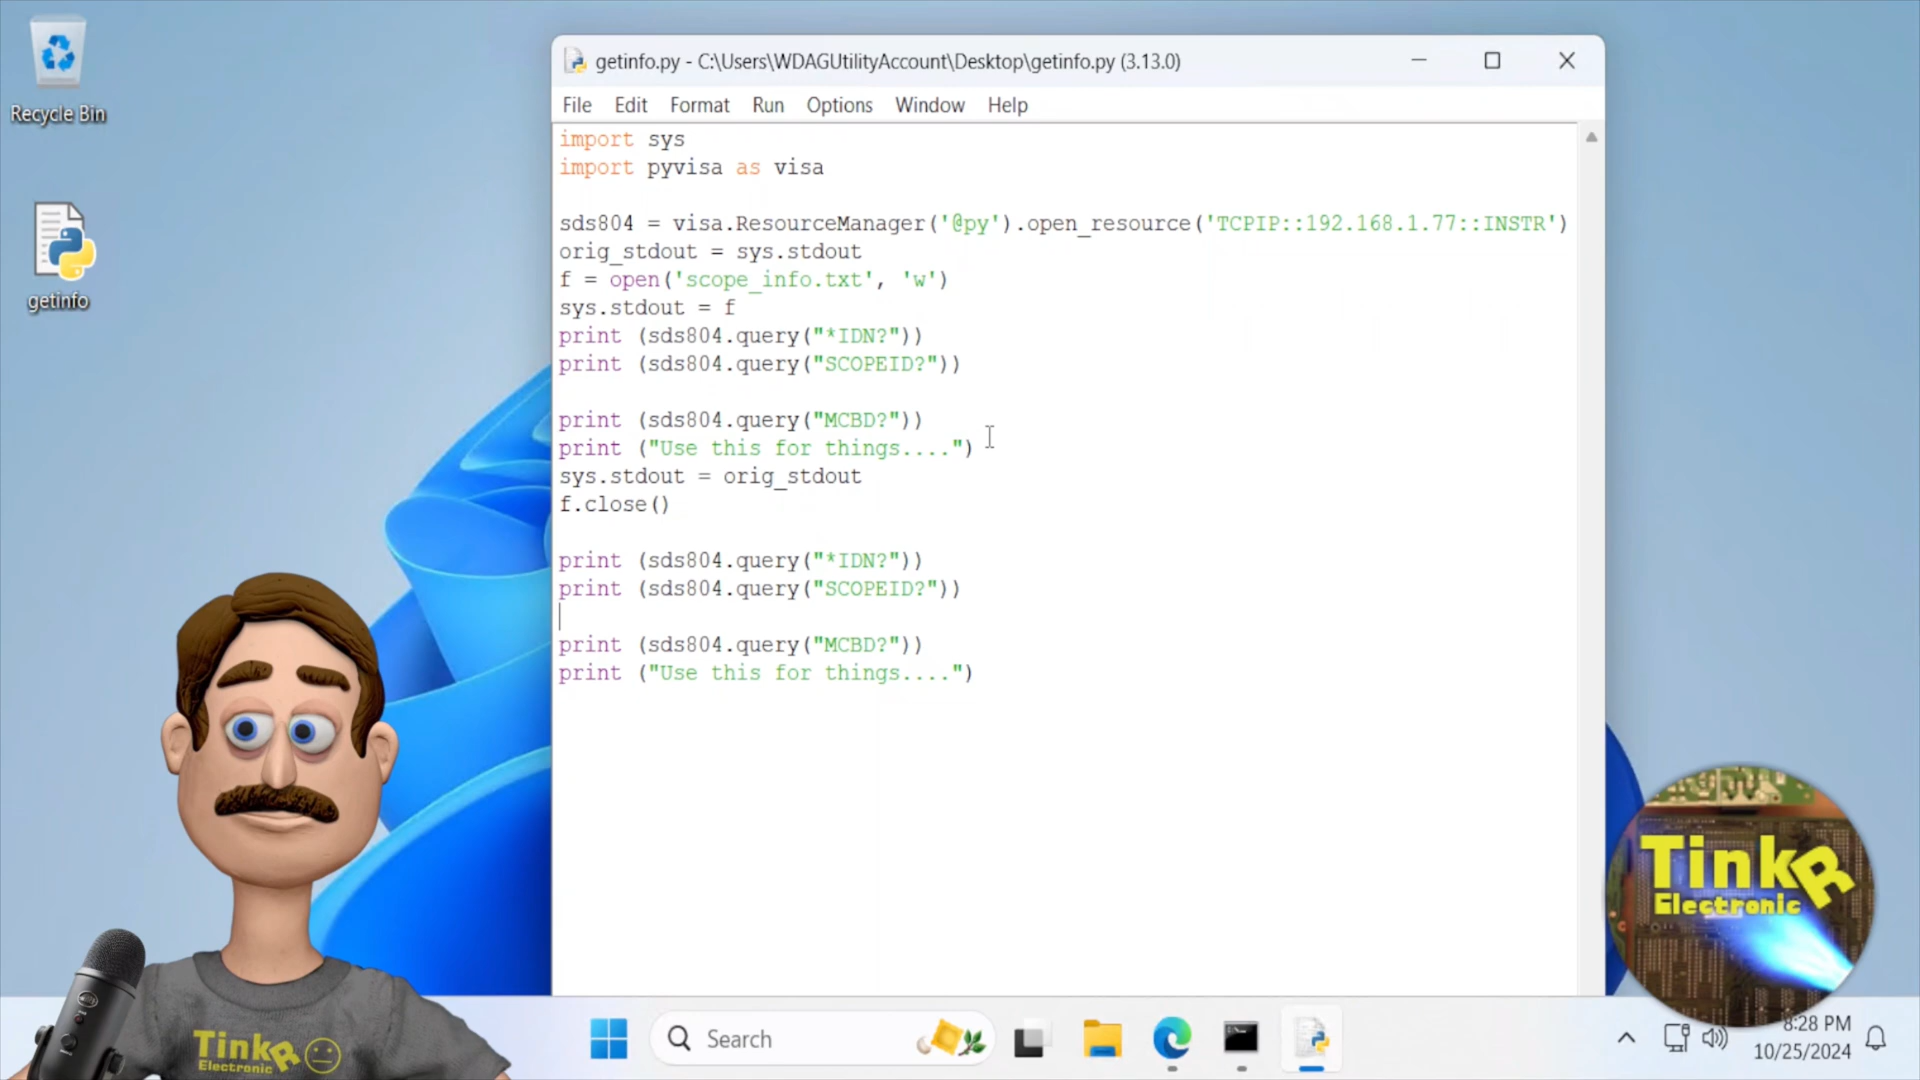 Recycle Bin
getinfo
getinfo.py - C:\Users\WDAGUtilityAccount\Desktop\getinfo.py (3.13.0)
File Edit Format Run Options Window Help
import sys
import pyvisa as visa
sds804 = visa.ResourceManager('@py').open_resource('TCPIP::192.168.1.77::INSTR')
orig_stdout = sys.stdout
f = open('scope_info.txt', 'w')
sys.stdout = f
print (sds804.query("*IDN?"))
print (sds804.query("SCOPEID?"))
print (sds804.query("MCBD?"))
print ("Use this for things....")
sys.stdout = orig_stdout
f.close()
print (sds804.query("*IDN?"))
print (sds804.query("SCOPEID?"))
print (sds804.query("MCBD?"))
print ("Use this for things....")
TinkR
Electronic
TinkR
Electronic
Search
8:28 PM
10/25/2024